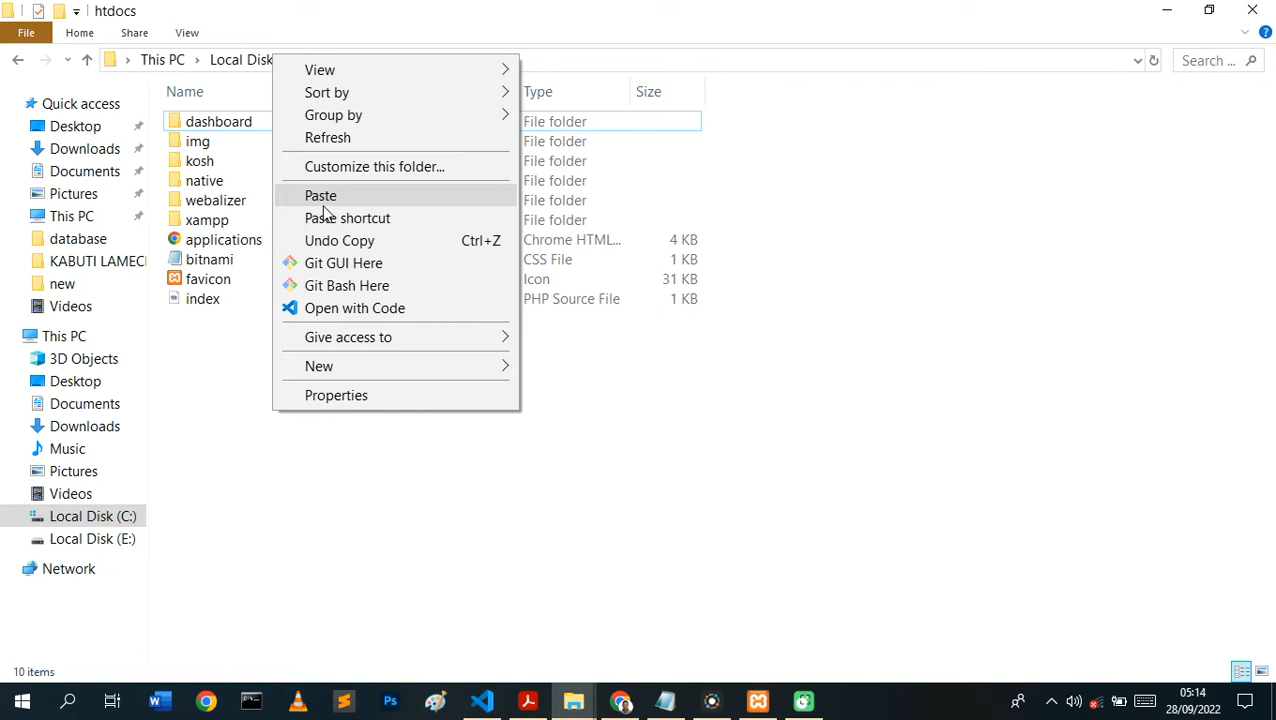 htdocs
File Home Share View
This PC Local Disk
Search ...
Name Type Size
Quick access
Desktop
Downloads
Documents
Pictures
This PC
database
KABUTI LAMECH
new
Videos
This PC
3D Objects
Desktop
Documents
Downloads
Music
Pictures
Videos
Local Disk (C:)
Local Disk (E:)
Network
dashboard File folder
img File folder
kosh File folder
native File folder
webalizer File folder
xampp File folder
applications Chrome HTML... 4 KB
bitnami CSS File 1 KB
favicon Icon 31 KB
index PHP Source File 1 KB
View
Sort by
Group by
Refresh
Customize this folder...
Paste
Paste shortcut
Undo Copy Ctrl+Z
Git GUI Here
Git Bash Here
Open with Code
Give access to
New
Properties
10 items
05:14
28/09/2022